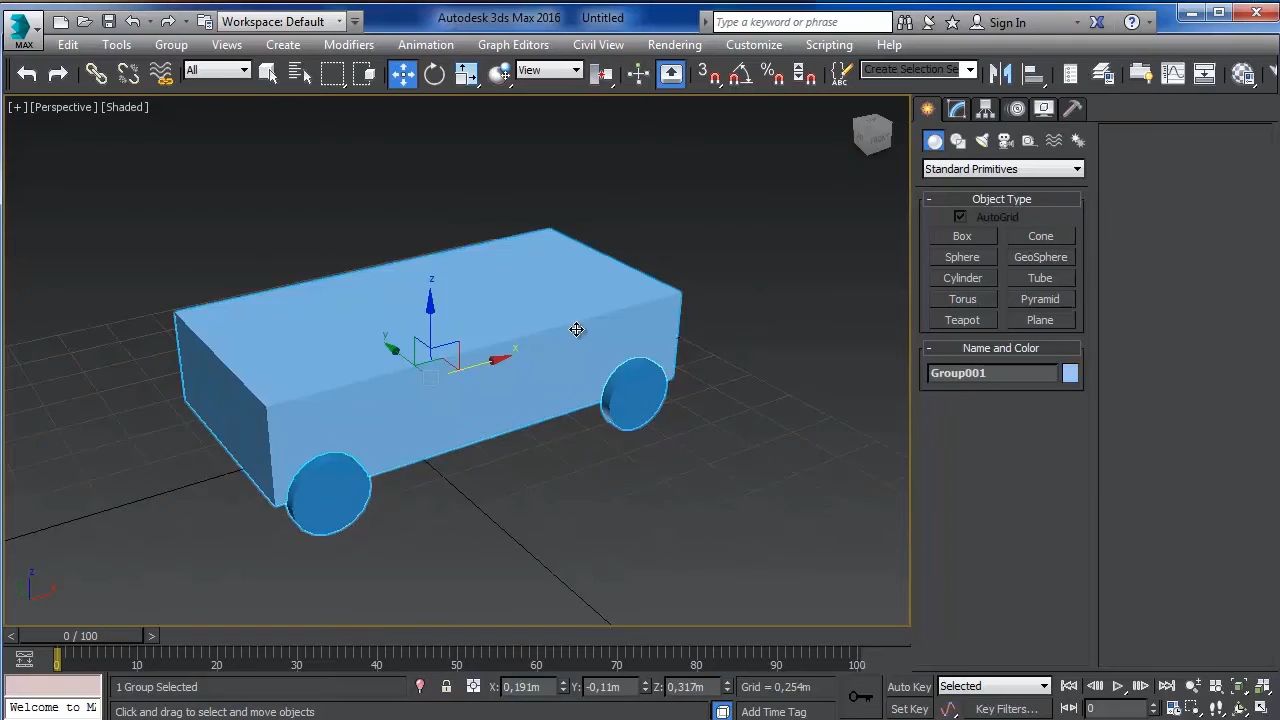 Workspace: Default
Autodesk 3ds Max 2016 Untitled
Type a keyword or phrase
Sign In
MAX
Edit Tools Group Views Create Modifiers Animation Graph Editors Civil View Rendering Customize Scripting Help
All
View
3
ABC
Create Selection Se
[+] [Perspective] [Shaded]
FRONT
Standard Primitives
- Object Type
AutoGrid
Box Cone
Sphere GeoSphere
Cylinder Tube
Torus Pyramid
Teapot Plane
- Name and Color
Group001
z
y
x
z
x
< 0 / 100 >
0 10 20 30 40 50 60 70 80 90 100
1 Group Selected X: 0,191m Y: -0,11m Z: 0,317m Grid = 0,254m Auto Key Selected
Welcome to M
Click and drag to select and move objects Add Time Tag Set Key Key Filters... 0